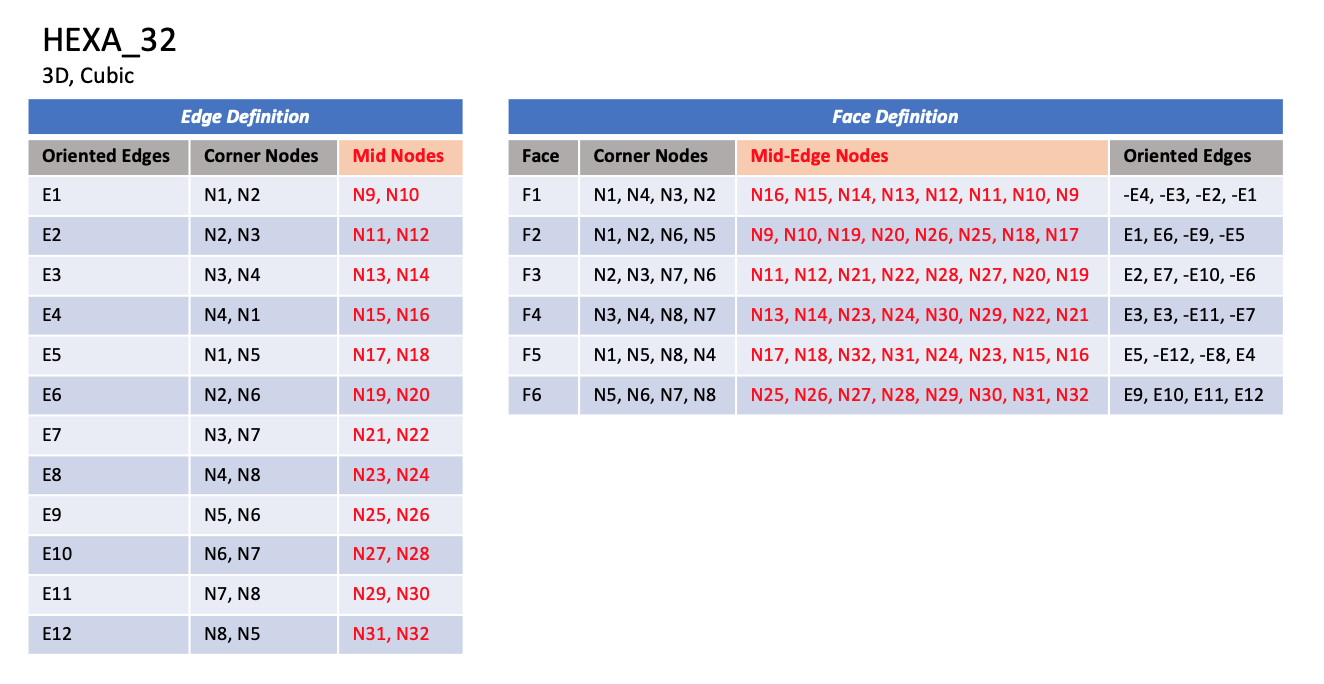 HEXA_32
3D, Cubic
Edge Definition
Oriented Edges Corner Nodes Mid Nodes
E1 N1, N2 N9, N10
E2 N2, N3 N11, N12
E3 N3, N4 N13, N14
E4 N4, N1 N15, N16
E5 N1, N5 N17, N18
E6 N2, N6 N19, N20
E7 N3, N7 N21, N22
E8 N4, N8 N23, N24
E9 N5, N6 N25, N26
E10 N6, N7 N27, N28
E11 N7, N8 N29, N30
E12 N8, N5 N31, N32
Face Definition
Face Corner Nodes Mid-Edge Nodes Oriented Edges
F1 N1, N4, N3, N2 N16, N15, N14, N13, N12, N11, N10, N9 -E4, -E3, -E2, -E1
F2 N1, N2, N6, N5 N9, N10, N19, N20, N26, N25, N18, N17 E1, E6, -E9, -E5
F3 N2, N3, N7, N6 N11, N12, N21, N22, N28, N27, N20, N19 E2, E7, -E10, -E6
F4 N3, N4, N8, N7 N13, N14, N23, N24, N30, N29, N22, N21 E3, E3, -E11, -E7
F5 N1, N5, N8, N4 N17, N18, N32, N31, N24, N23, N15, N16 E5, -E12, -E8, E4
F6 N5, N6, N7, N8 N25, N26, N27, N28, N29, N30, N31, N32 E9, E10, E11, E12